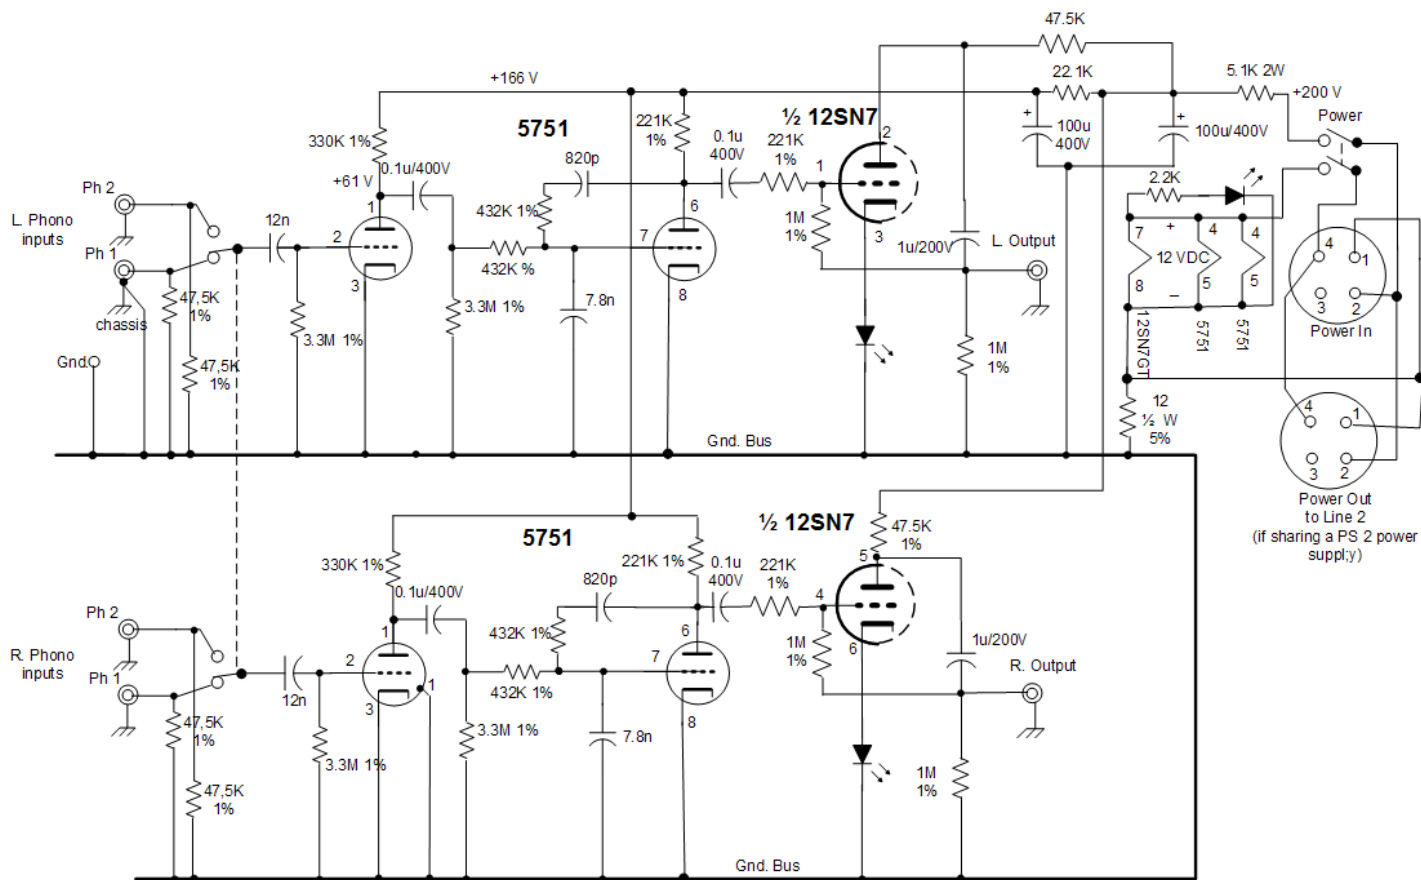 47.5K
22.1K
5.1K 2W
+200 V
+166 V
5751
½ 12SN7
330K 1%
221K
1%
0.1u
400V
221K
1%
+
100u
400V
+
100u/400V
Power
+61 V
0.1u/400V
820p
2
1
3
2.2K
Ph 2
L. Phono
inputs
Ph 1
12n
432K 1%
432K %
1
2
3
6
7
8
1M
1%
1u/200V
L. Output
7
+
4
4
12 VDC
8
–
5
5
12SN7GT
5751
5751
4
1
3
2
Power In
chassis
47,5K
1%
3.3M 1%
3.3M 1%
7.8n
1M
1%
Gnd.
47,5K
1%
12
½ W
5%
4
1
3
2
Gnd. Bus
Power Out
to Line 2
(if sharing a PS 2 power
suppl;y)
5751
½ 12SN7
47.5K
1%
330K 1%
221K 1%
0.1u
400V
221K
1%
5
4
6
0.1u/400V
820p
Ph 2
R. Phono
inputs
Ph 1
12n
432K 1%
432K 1%
1
2
3
1
6
7
8
1M
1%
1u/200V
R. Output
47,5K
1%
3.3M 1%
3.3M 1%
7.8n
1M
1%
47,5K
1%
Gnd. Bus